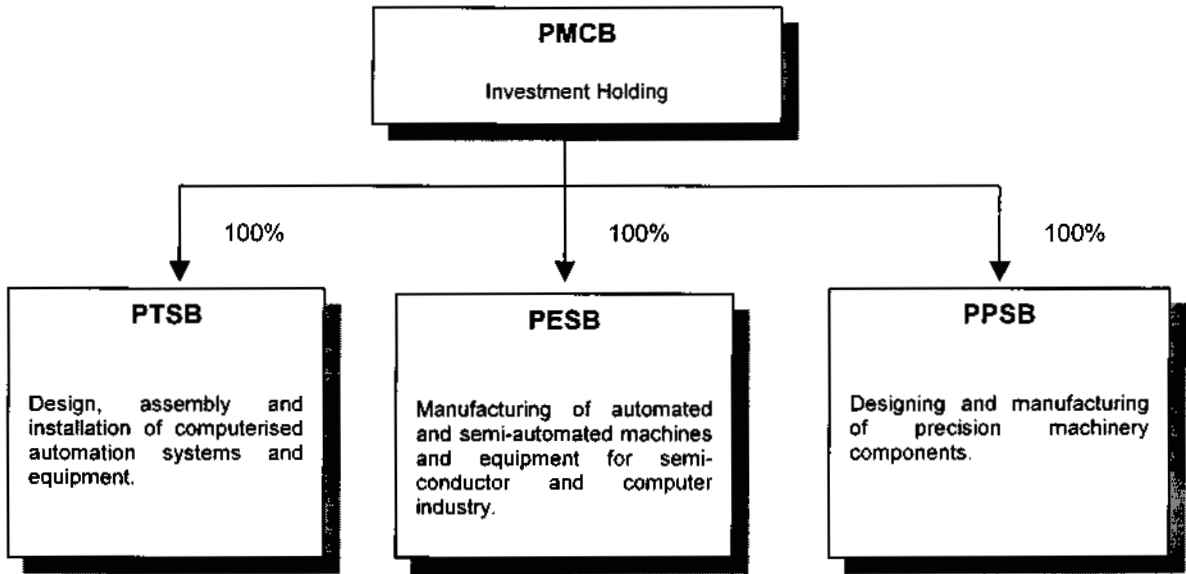 PMCB
Investment Holding
100%
100%
100%
PTSB
Design, assembly and
installation of computerised
automation systems and
equipment.
PESB
Manufacturing of automated
and semi-automated machines
and equipment for semi-
conductor and computer
industry.
PPSB
Designing and manufacturing
of precision machinery
components.